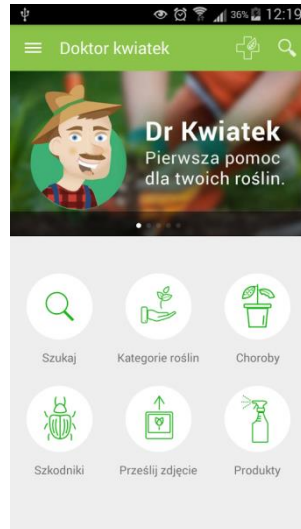 36% 12:19
Doktor kwiatek
Dr Kwiatek
Pierwsza pomoc
dla twoich roślin.
Szukaj Kategorie roślin Choroby
Szkodniki Prześlij zdjęcie Produkty